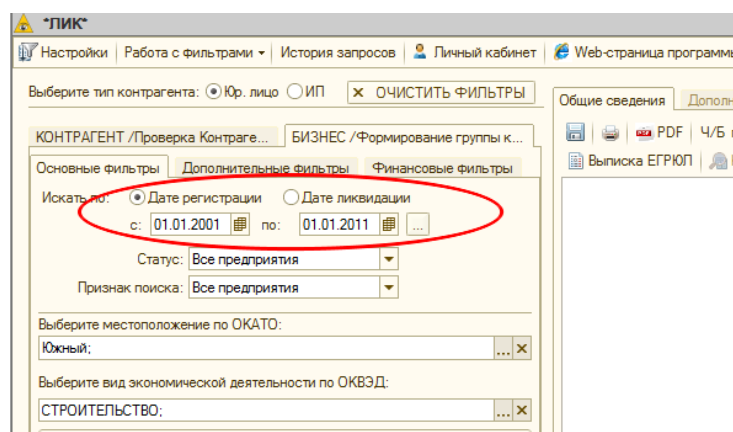 *ПИК*
Настройки Работа с фильтрами История запросов Личный кабинет Web-страница программы
Выберите тип контрагента: Юр. лицо ИП × ОЧИСТИТЬ ФИЛЬТРЫ
Общие сведения
КОНТРАГЕНТ /Проверка Контраге... БИЗНЕС /Формирование группы к...
PDF Ч/Б
Основные фильтры Дополнительные фильтры Финансовые фильтры
Выписка ЕГРЮЛ
Искать по: Дате регистрации Дате ликвидации
с: 01.01.2001 по: 01.01.2011 ...
Статус: Все предприятия
Признак поиска: Все предприятия
Выберите местоположение по ОКАТО:
Южный; ... ×
Выберите вид экономической деятельности по ОКВЭД:
СТРОИТЕЛЬСТВО; ... ×